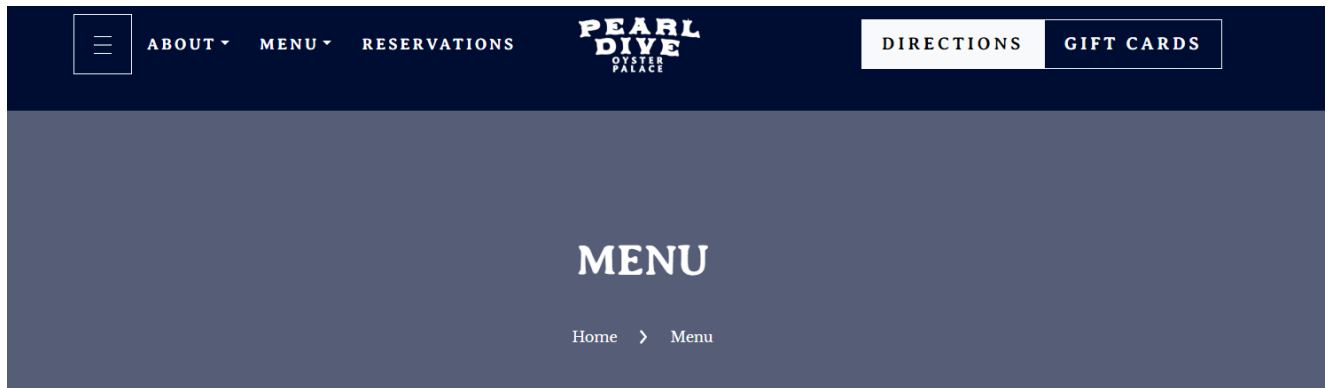 ABOUT MENU RESERVATIONS
PEARL
DIVE
OYSTER
PALACE
DIRECTIONS GIFT CARDS
MENU
Home > Menu